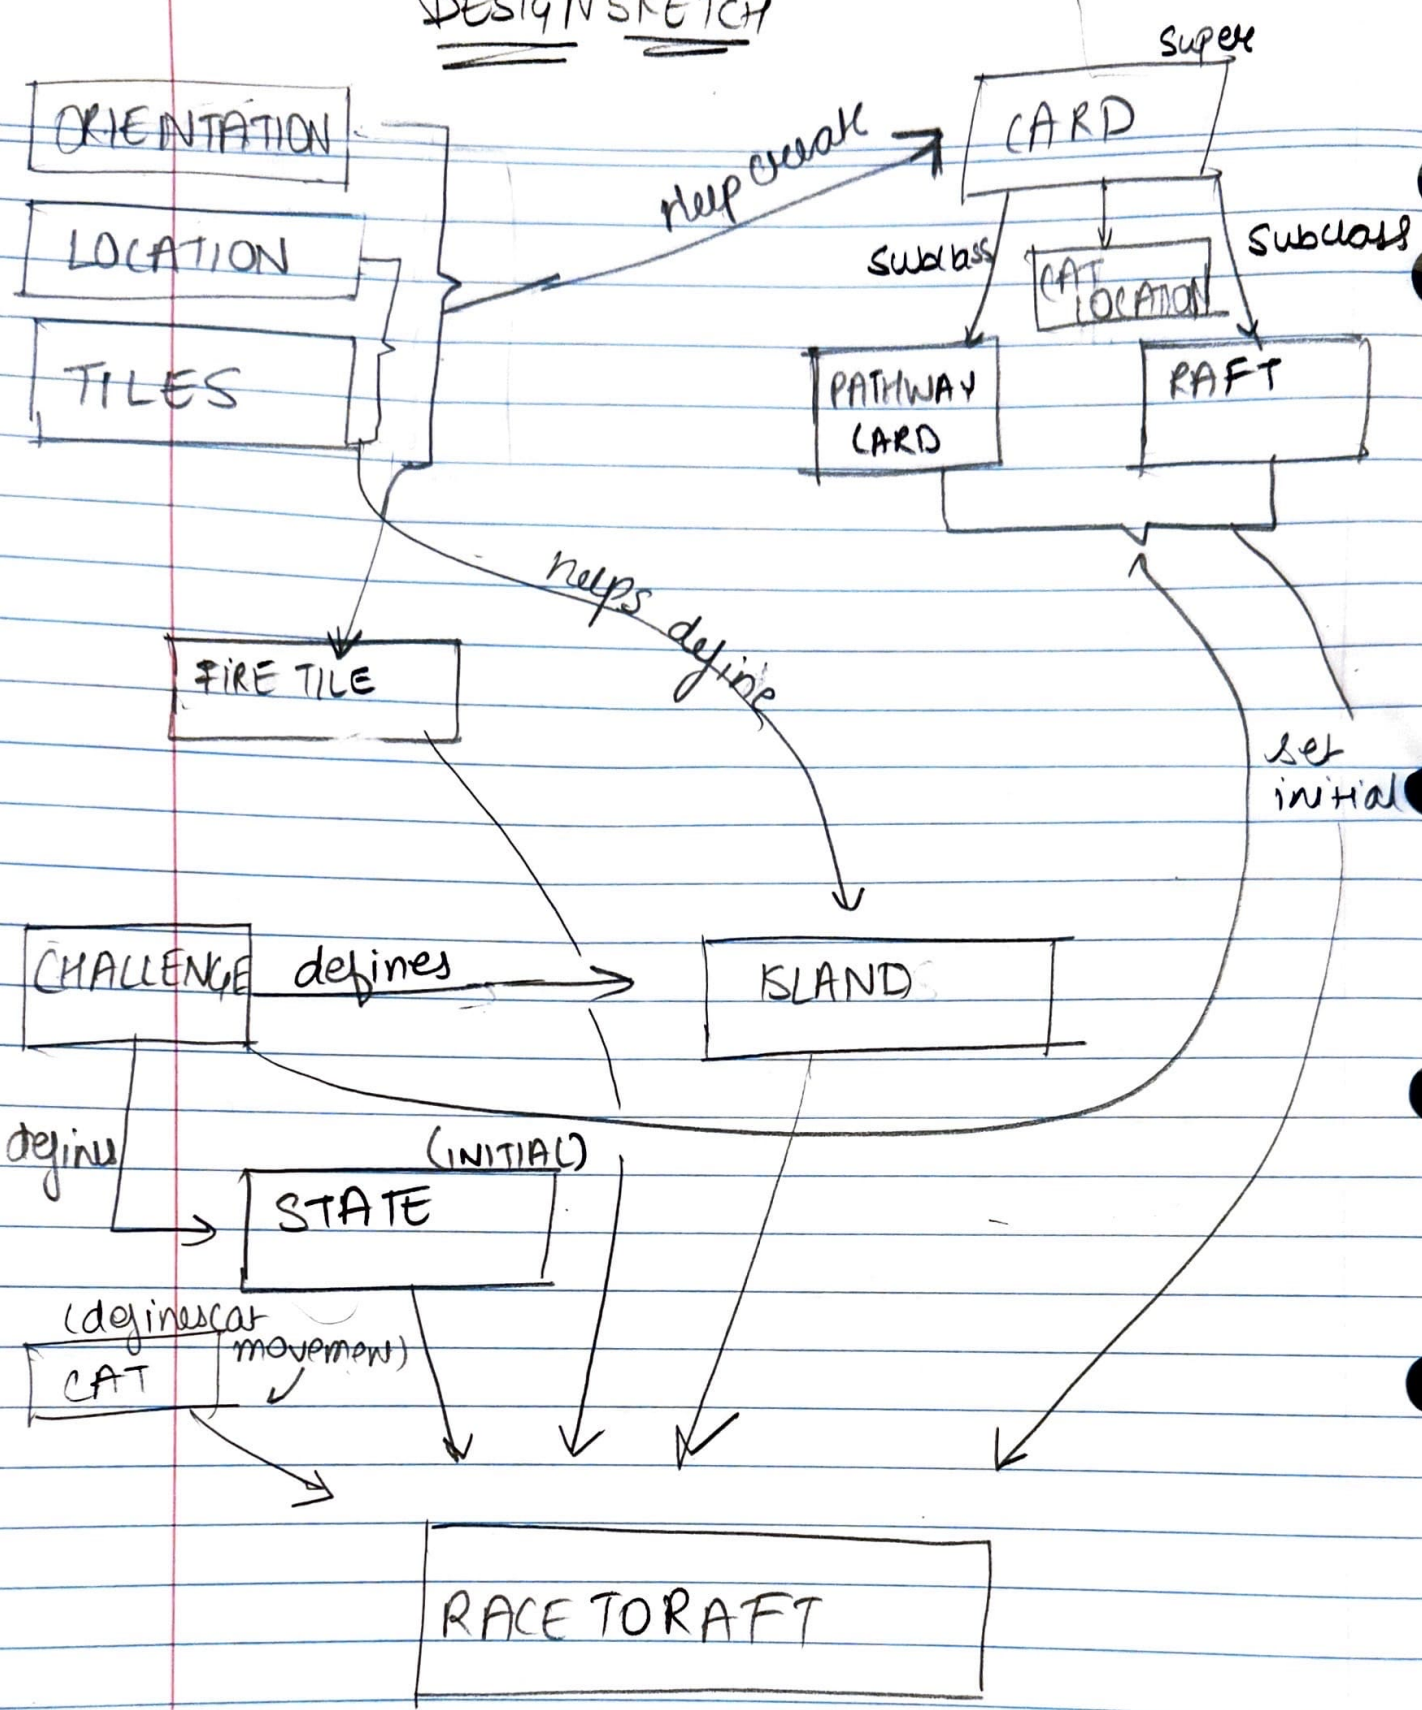 DESIGN SKETCH
super
ORIENTATION
CARD
Help create
LOCATION
subclass
subclass
CAT
LOCATION
TILES
PATHWAY
CARD
RAFT
helps define
FIRE TILE
set
initial
CHALLENGE
defines
ISLAND
defines
(INITIAL)
STATE
(defines cat
movement)
CAT
RACE TO RAFT